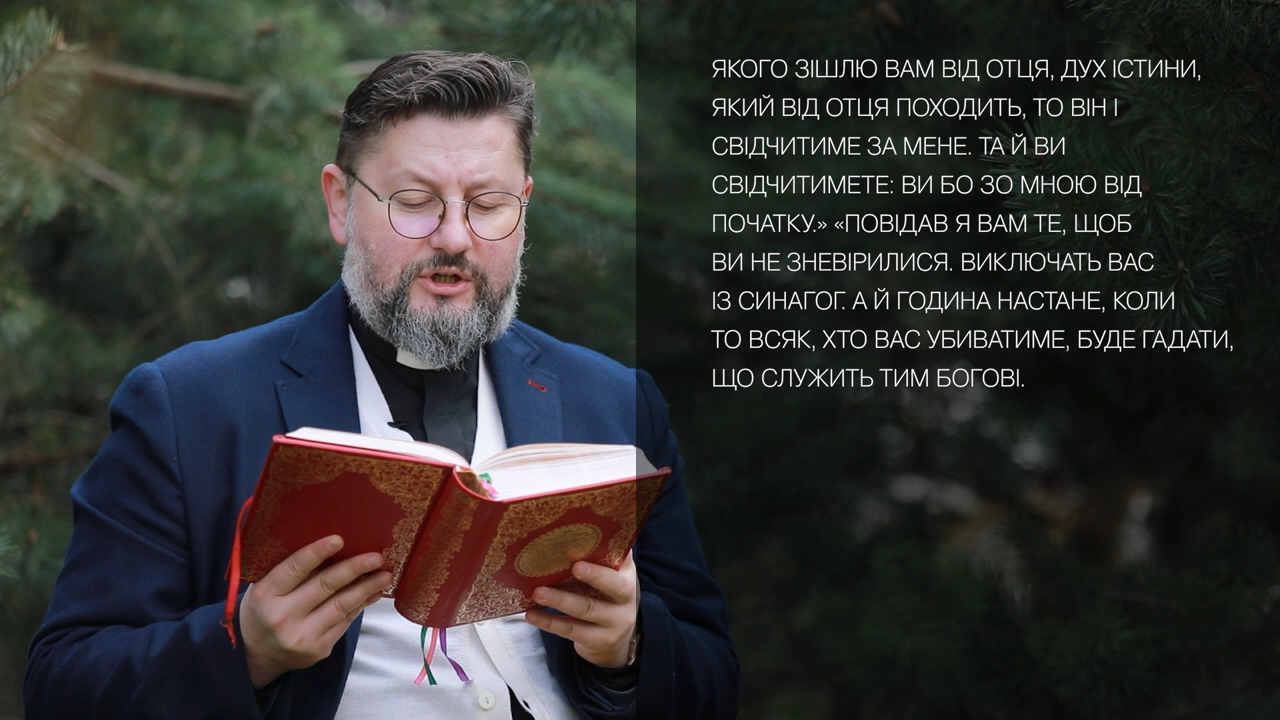 ЯКОГО ЗІШЛЮ ВАМ ВІД ОТЦЯ, ДУХ ІСТИНИ,
ЯКИЙ ВІД ОТЦЯ ПОХОДИТЬ, ТО ВІН І
СВІДЧИТИМЕ ЗА МЕНЕ. ТА Й ВИ
СВІДЧИТИМЕТЕ: ВИ БО ЗО МНОЮ ВІД
ПОЧАТКУ.» «ПОВІДАВ Я ВАМ ТЕ, ЩОБ
ВИ НЕ ЗНЕВІРИЛИСЯ. ВИКЛЮЧАТЬ ВАС
ІЗ СИНАГОГ. А Й ГОДИНА НАСТАНЕ, КОЛИ
ТО ВСЯК, ХТО ВАС УБИВАТИМЕ, БУДЕ ГАДАТИ,
ЩО СЛУЖИТЬ ТИМ БОГОВІ.